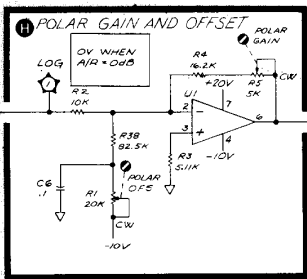 H POLAR GAIN AND OFFSET
LOG
1
0V WHEN
A/R = 0dB
POLAR
GAIN
R4
16.2K
R5
5K
CW
+20V
R2
10K
U1
2
7
6
3
4
-10V
R38
82.5K
R3
5.11K
C6
.1
POLAR
OFS
R1
20K
CW
-10V